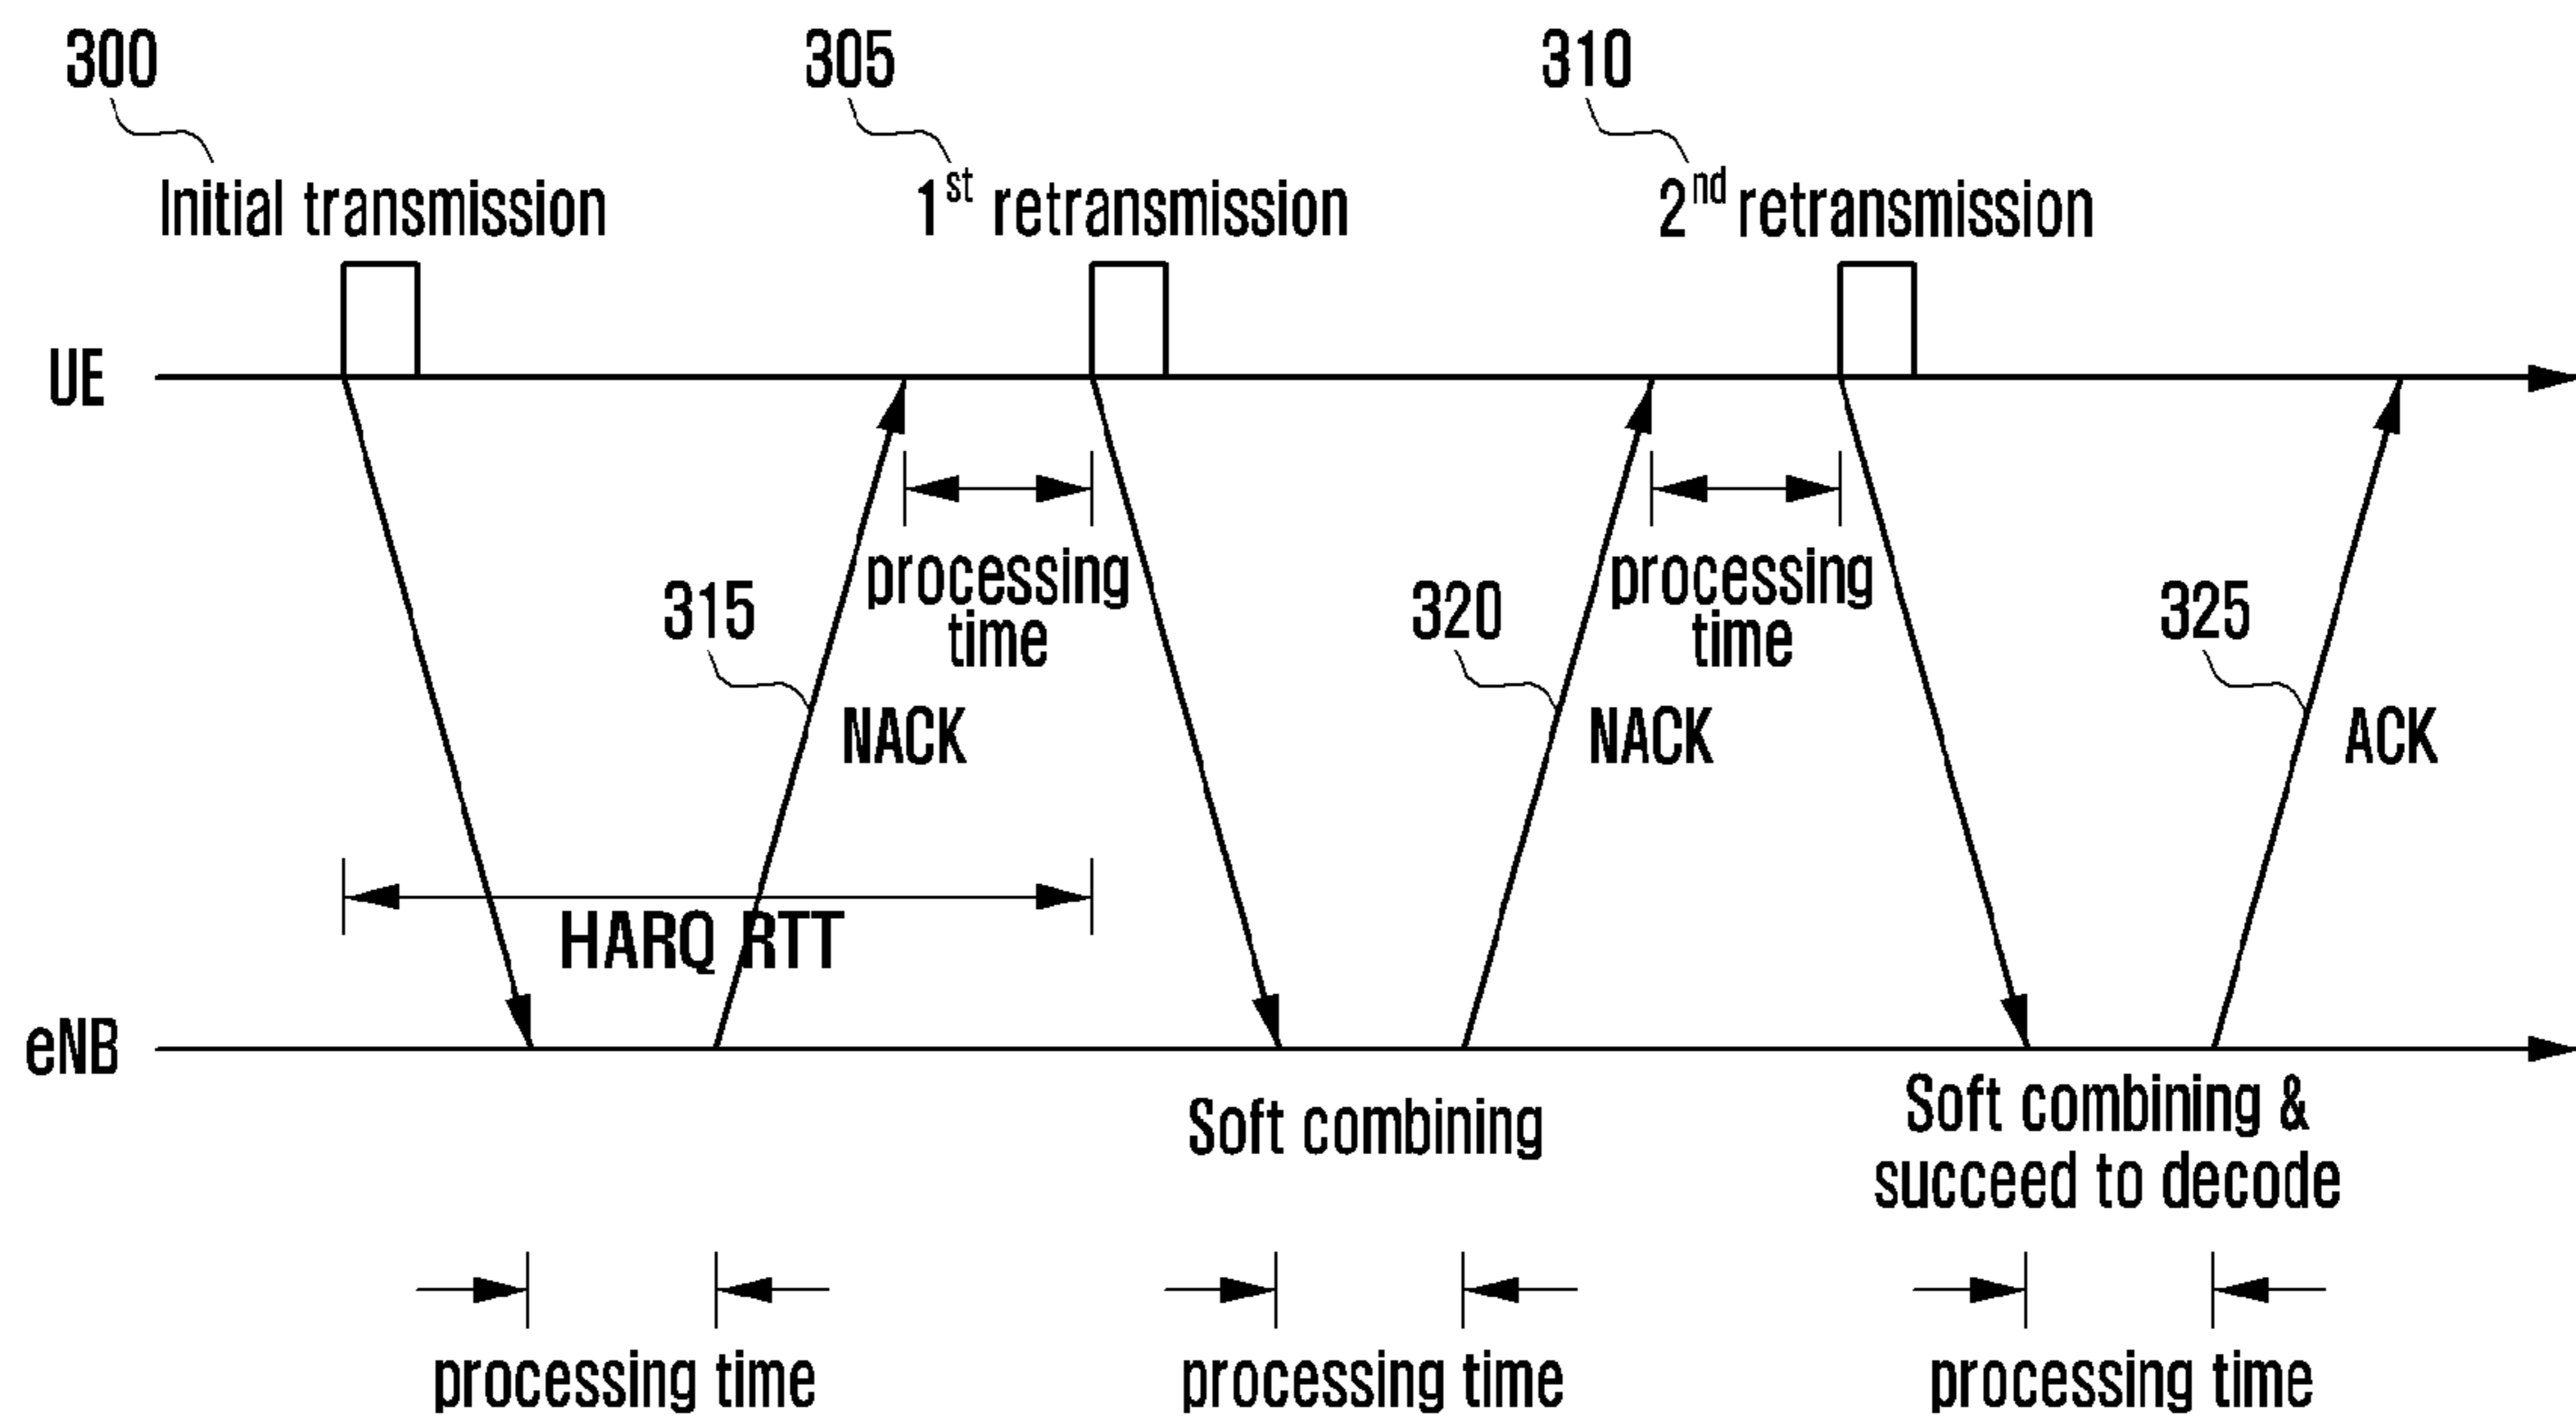 300
305
310
Initial transmission
1st retransmission
2nd retransmission
UE
processing
time
processing
time
315
320
325
NACK
NACK
ACK
HARQ RTT
eNB
Soft combining
Soft combining &
succeed to decode
processing time
processing time
processing time